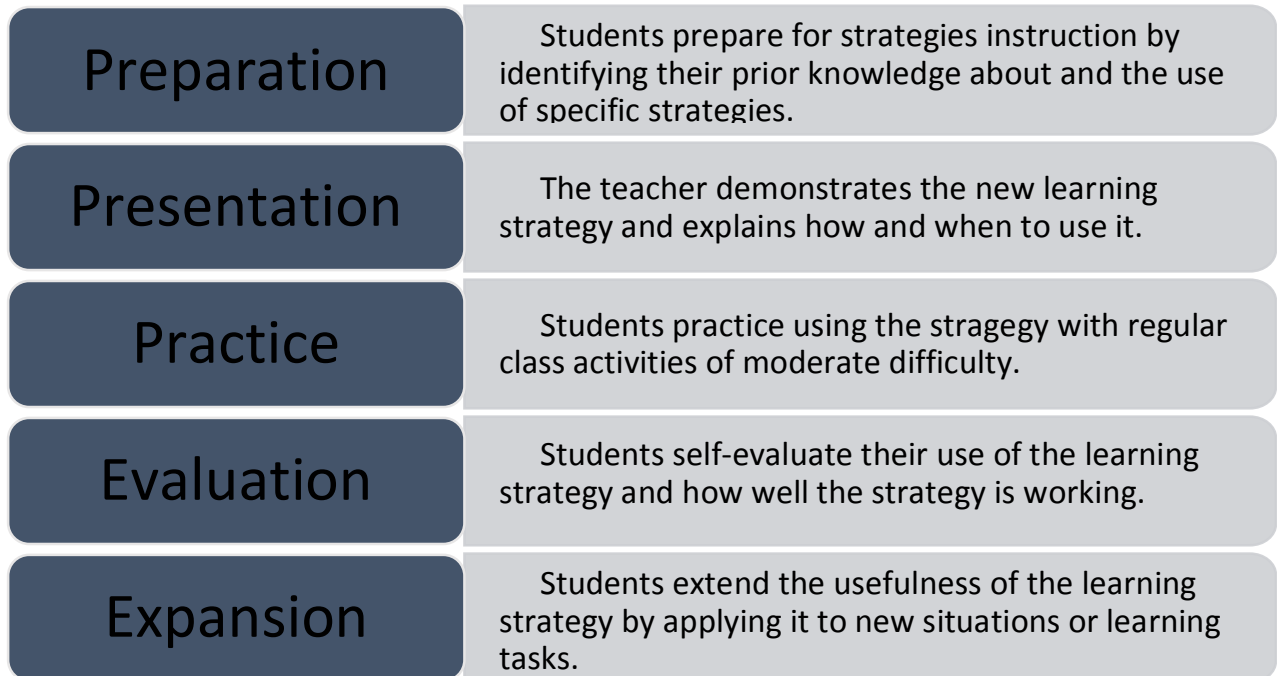 Preparation
Students prepare for strategies instruction by
identifying their prior knowledge about and the use
of specific strategies.
Presentation
The teacher demonstrates the new learning
strategy and explains how and when to use it.
Practice
Students practice using the stragegy with regular
class activities of moderate difficulty.
Evaluation
Students self-evaluate their use of the learning
strategy and how well the strategy is working.
Expansion
Students extend the usefulness of the learning
strategy by applying it to new situations or learning
tasks.